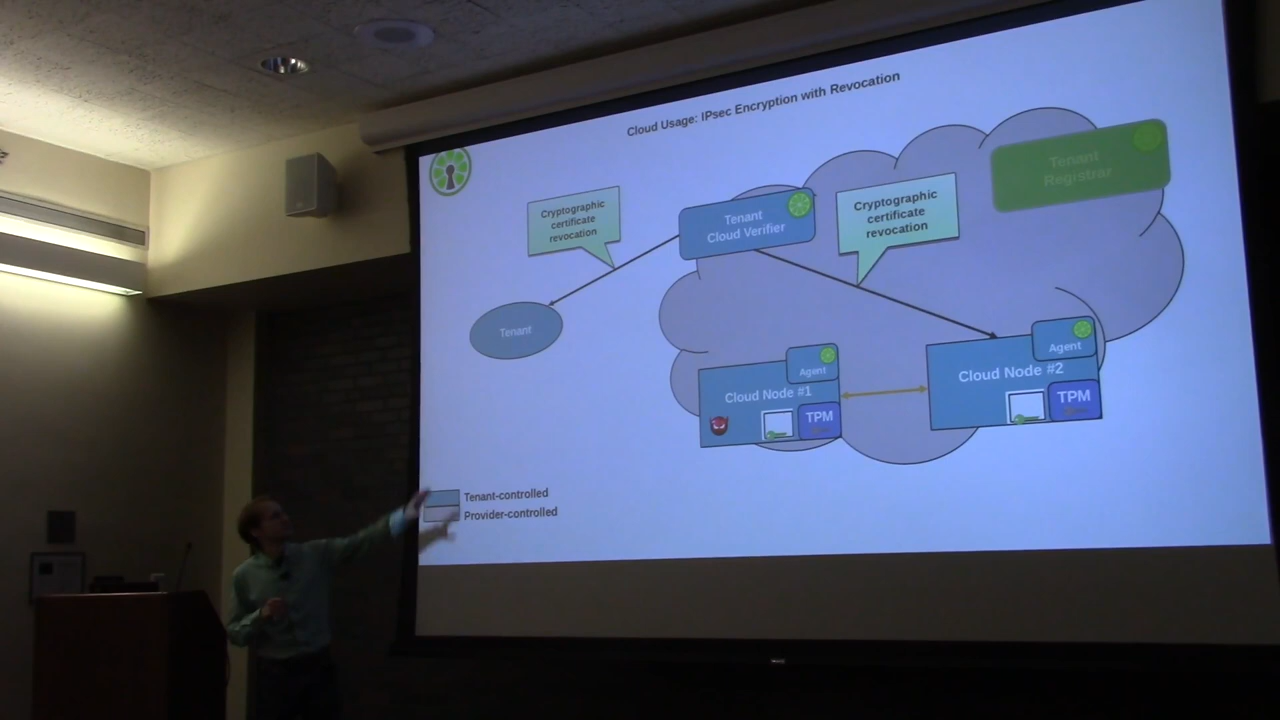 Cloud Usage: IPsec Encryption with Revocation
Cryptographic
certificate
revocation
Tenant
Cloud Verifier
Cryptographic
certificate
revocation
Tenant
Registrar
Tenant
Agent
Cloud Node #1
TPM
Agent
Cloud Node #2
TPM
Tenant-controlled
Provider-controlled